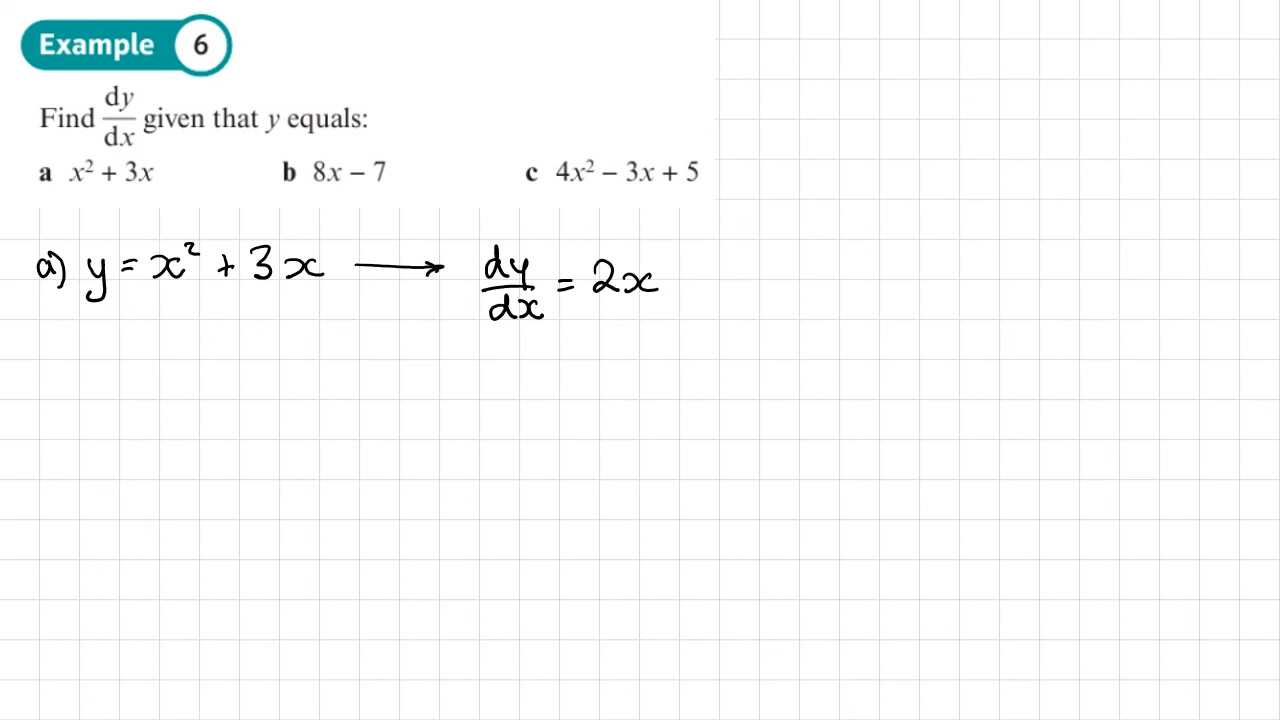 Example 6
Find dy/dx given that y equals:
a x² + 3x b 8x − 7 c 4x² − 3x + 5
a) y = x² + 3x → dy/dx = 2x